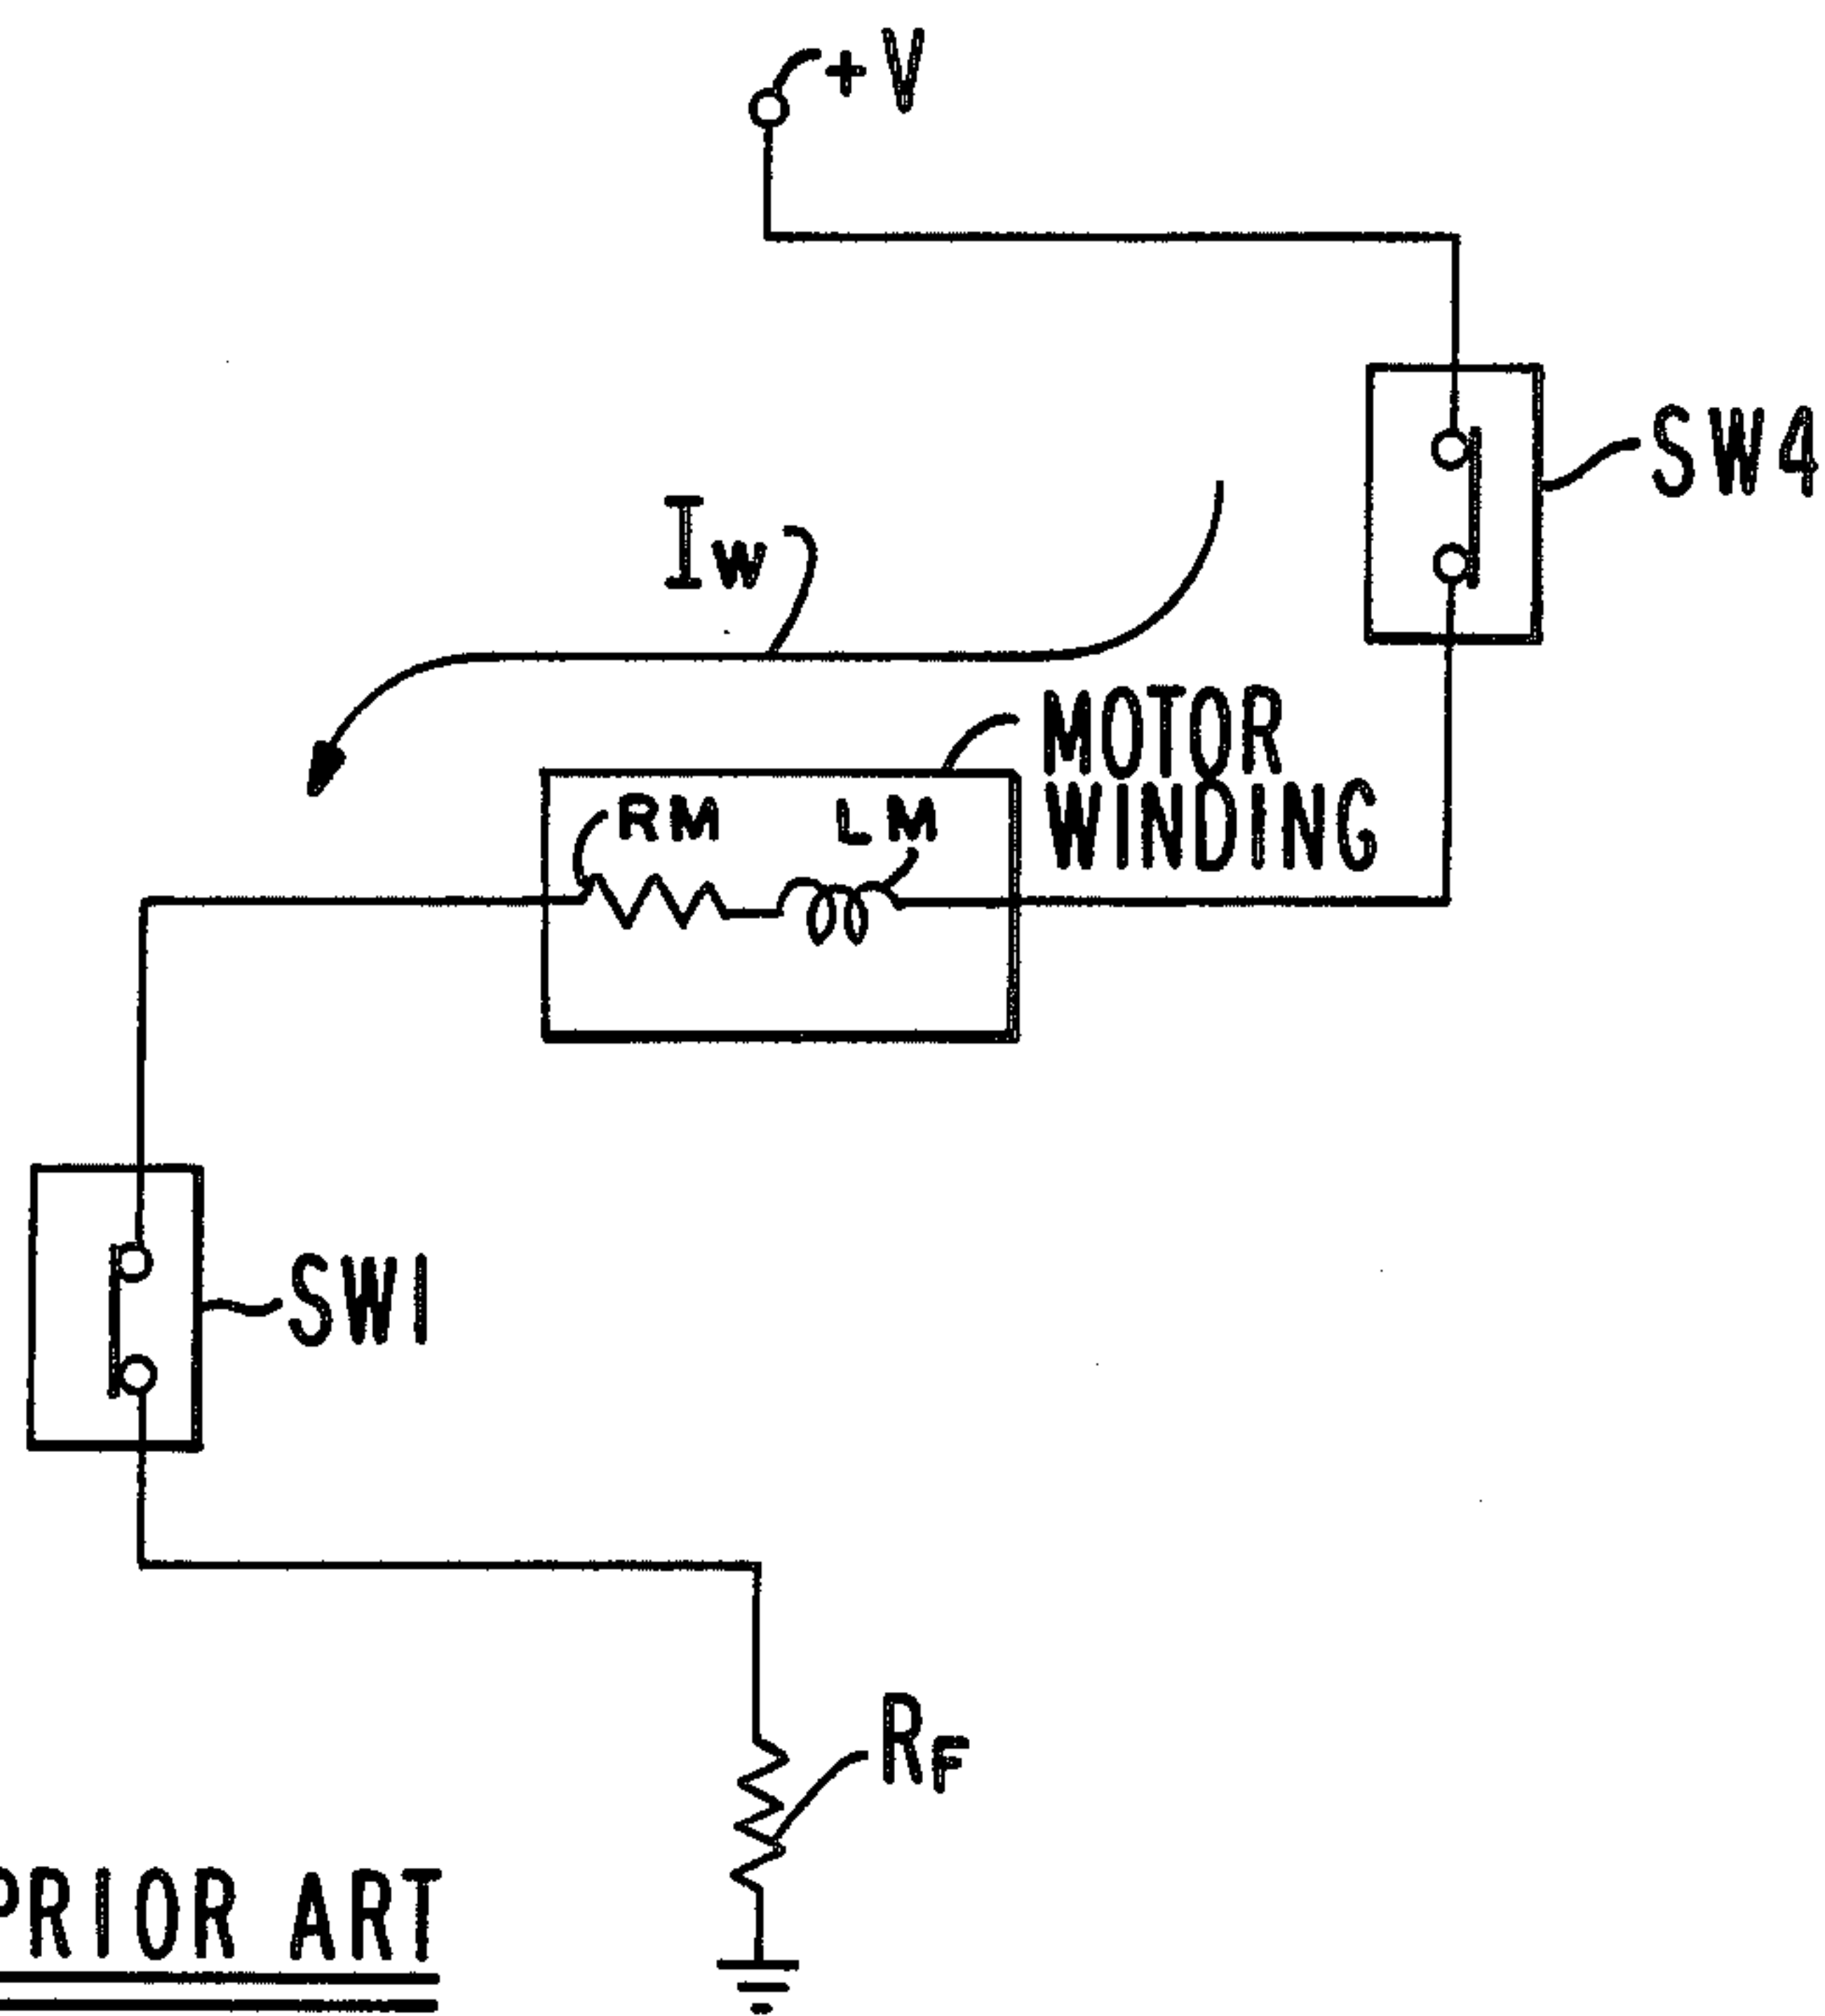 +V
SW4
Iw
MOTOR
WINDING
RM LM
SW1
RF
PRIOR ART